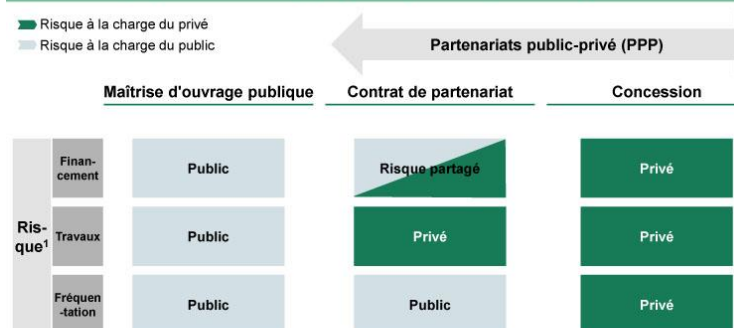 Risque à la charge du privé
Risque à la charge du public
Partenariats public-privé (PPP)
Maîtrise d'ouvrage publique
Contrat de partenariat
Concession
Ris-
que¹
Finan-
cement
Public
Risque partagé
Privé
Travaux
Public
Privé
Privé
Fréquen
-tation
Public
Public
Privé